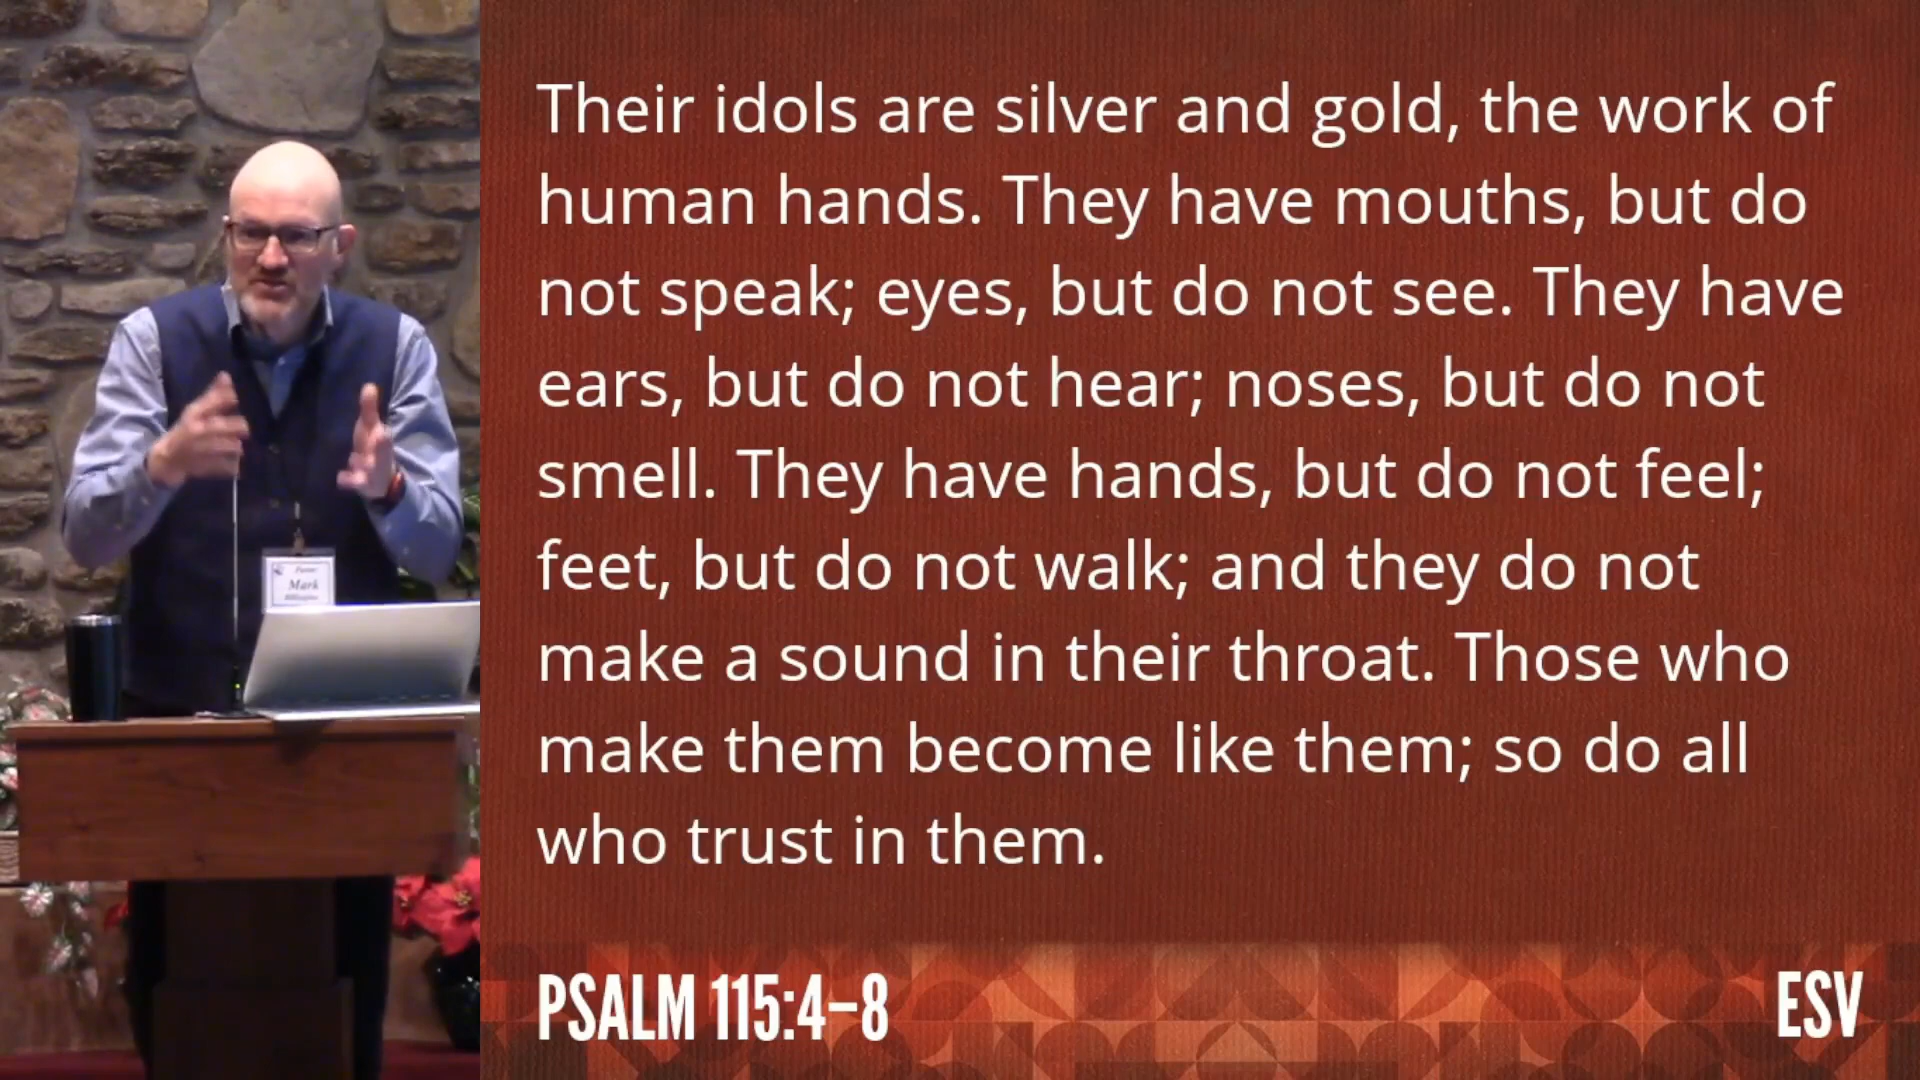 Pastor
Mark
Their idols are silver and gold, the work of
human hands. They have mouths, but do
not speak; eyes, but do not see. They have
ears, but do not hear; noses, but do not
smell. They have hands, but do not feel;
feet, but do not walk; and they do not
make a sound in their throat. Those who
make them become like them; so do all
who trust in them.
PSALM 115:4–8
ESV